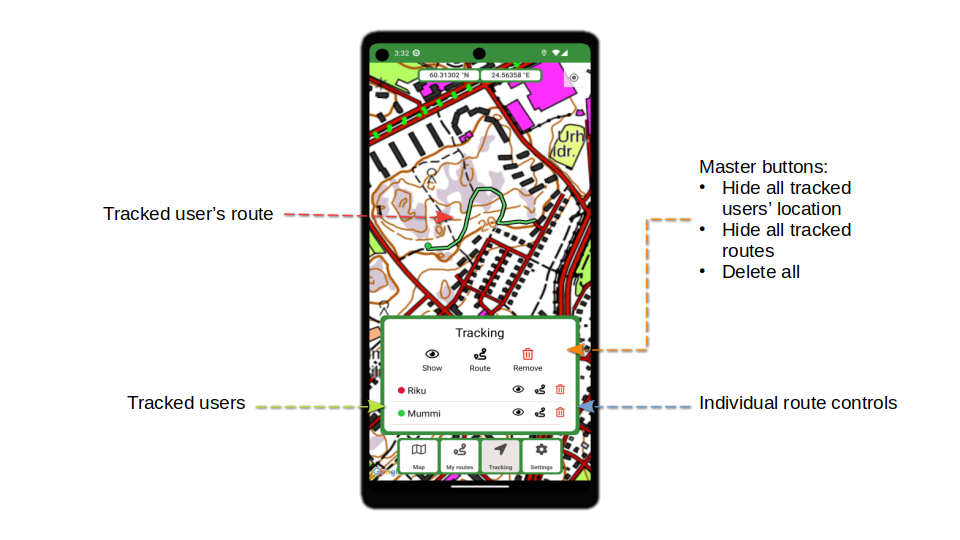 3:32
60.31302 °N 24.56358 °E
Urh
ldr.
20
Tracked user's route
Master buttons:
• Hide all tracked
users' location
• Hide all tracked
routes
• Delete all
Tracking
Show Route Remove
Riku
Mummi
Tracked users
Individual route controls
Map My routes Tracking Settings
Google